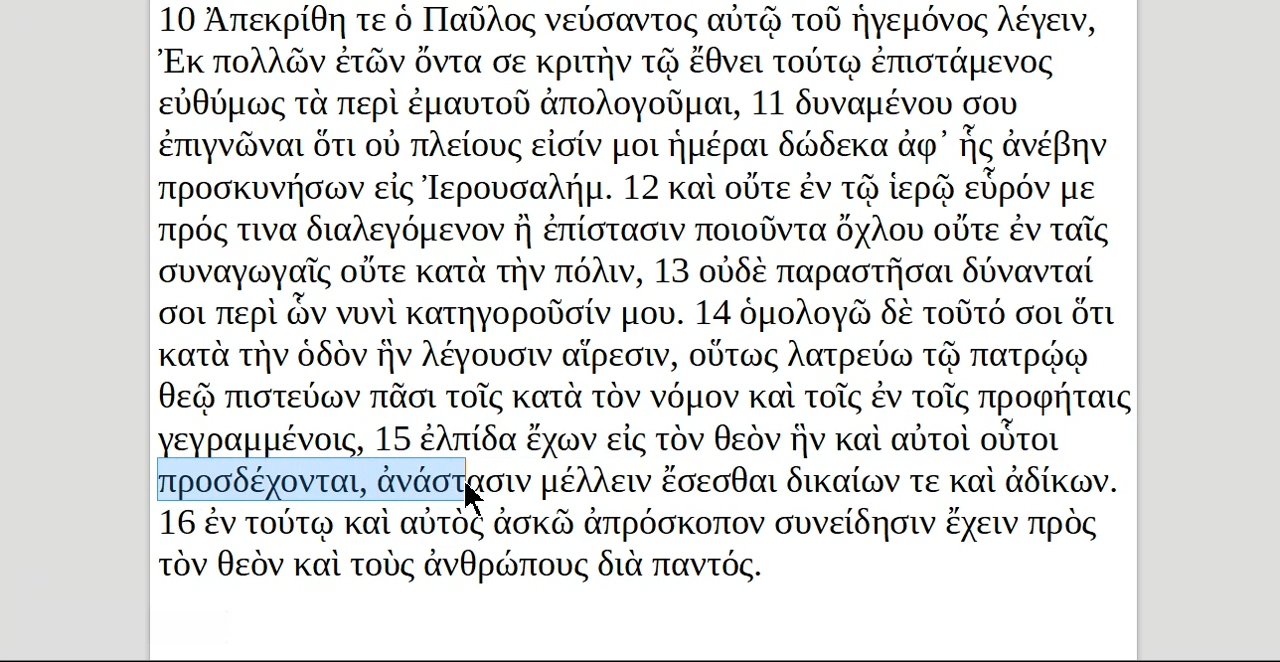 10 Ἀπεκρίθη τε ὁ Παῦλος νεύσαντος αὐτῷ τοῦ ἡγεμόνος λέγειν,
Ἐκ πολλῶν ἐτῶν ὄντα σε κριτὴν τῷ ἔθνει τούτῳ ἐπιστάμενος
εὐθύμως τὰ περὶ ἐμαυτοῦ ἀπολογοῦμαι, 11 δυναμένου σου
ἐπιγνῶναι ὅτι οὐ πλείους εἰσίν μοι ἡμέραι δώδεκα ἀφ᾽ ἧς ἀνέβην
προσκυνήσων εἰς Ἰερουσαλήμ. 12 καὶ οὔτε ἐν τῷ ἱερῷ εὗρόν με
πρός τινα διαλεγόμενον ἢ ἐπίστασιν ποιοῦντα ὄχλου οὔτε ἐν ταῖς
συναγωγαῖς οὔτε κατὰ τὴν πόλιν, 13 οὐδὲ παραστῆσαι δύνανταί
σοι περὶ ὧν νυνὶ κατηγοροῦσίν μου. 14 ὁμολογῶ δὲ τοῦτό σοι ὅτι
κατὰ τὴν ὁδὸν ἣν λέγουσιν αἵρεσιν, οὕτως λατρεύω τῷ πατρῴῳ
θεῷ πιστεύων πᾶσι τοῖς κατὰ τὸν νόμον καὶ τοῖς ἐν τοῖς προφήταις
γεγραμμένοις, 15 ἐλπίδα ἔχων εἰς τὸν θεὸν ἣν καὶ αὐτοὶ οὗτοι
προσδέχονται, ἀνάστασιν μέλλειν ἔσεσθαι δικαίων τε καὶ ἀδίκων.
16 ἐν τούτῳ καὶ αὐτὸς ἀσκῶ ἀπρόσκοπον συνείδησιν ἔχειν πρὸς
τὸν θεὸν καὶ τοὺς ἀνθρώπους διὰ παντός.